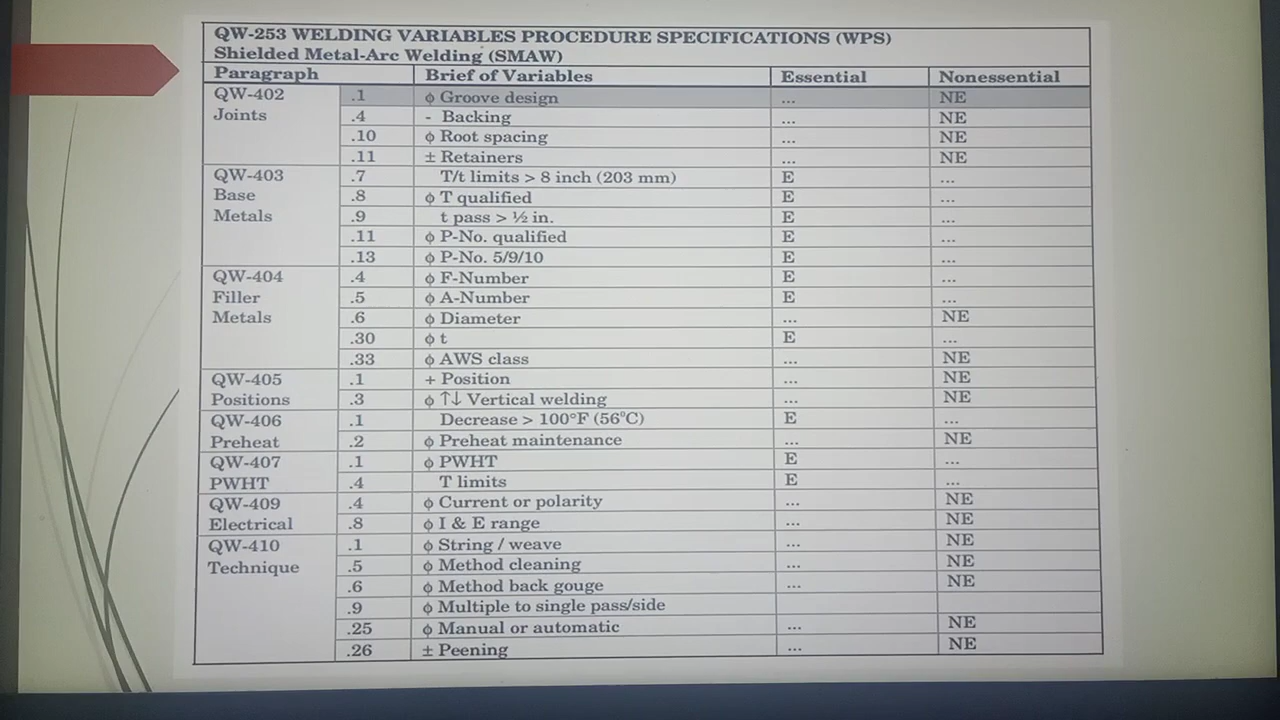 QW-253 WELDING VARIABLES PROCEDURE SPECIFICATIONS (WPS)
Shielded Metal-Arc Welding (SMAW)
Paragraph Brief of Variables Essential Nonessential
QW-402 .1 ϕ Groove design ... NE
Joints .4 - Backing ... NE
.10 ϕ Root spacing ... NE
.11 ± Retainers ... NE
QW-403 .7 T/t limits > 8 inch (203 mm) E ...
Base .8 ϕ T qualified E ...
Metals .9 t pass > ½ in. E ...
.11 ϕ P-No. qualified E ...
.13 ϕ P-No. 5/9/10 E ...
QW-404 .4 ϕ F-Number E ...
Filler .5 ϕ A-Number E ...
Metals .6 ϕ Diameter ... NE
.30 ϕ t E ...
.33 ϕ AWS class ... NE
QW-405 .1 + Position ... NE
Positions .3 ϕ ↑↓ Vertical welding ... NE
QW-406 .1 Decrease > 100°F (56°C) E ...
Preheat .2 ϕ Preheat maintenance ... NE
QW-407 .1 ϕ PWHT E ...
PWHT .4 T limits E ...
QW-409 .4 ϕ Current or polarity ... NE
Electrical .8 ϕ I & E range ... NE
QW-410 .1 ϕ String / weave ... NE
Technique .5 ϕ Method cleaning ... NE
.6 ϕ Method back gouge ... NE
.9 ϕ Multiple to single pass/side
.25 ϕ Manual or automatic ... NE
.26 ± Peening ... NE